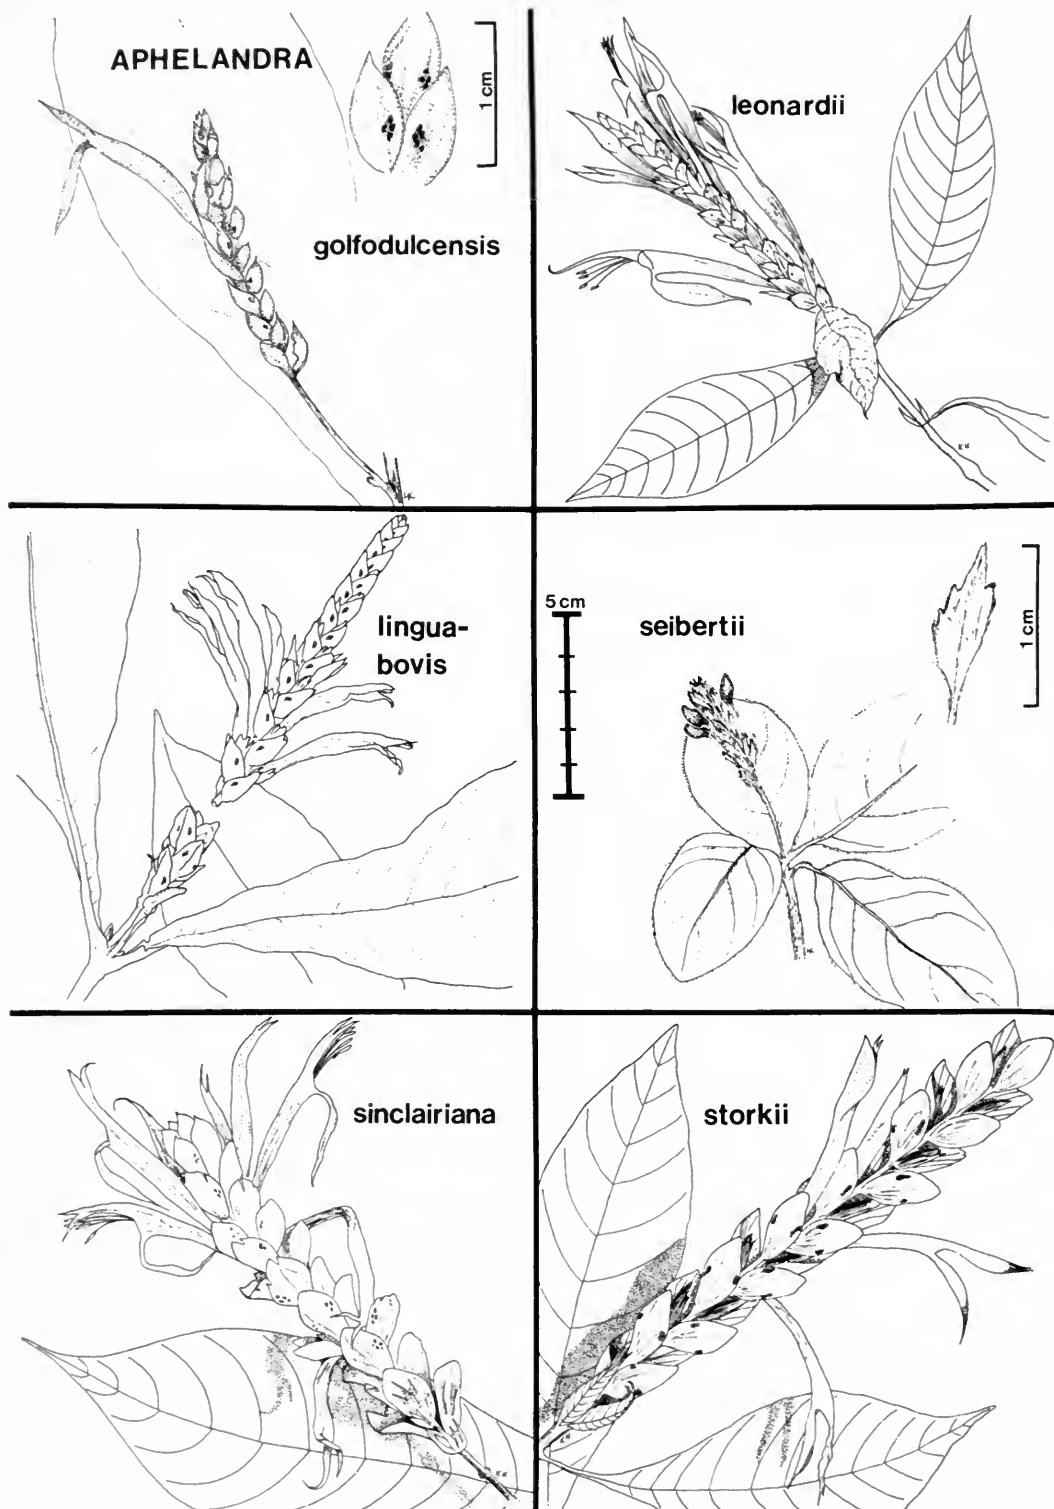 APHELANDRA
1 cm
golfodulcensis
leonardii
lingua-
bovis
5 cm
seibertii
1 cm
sinclairiana
storkii